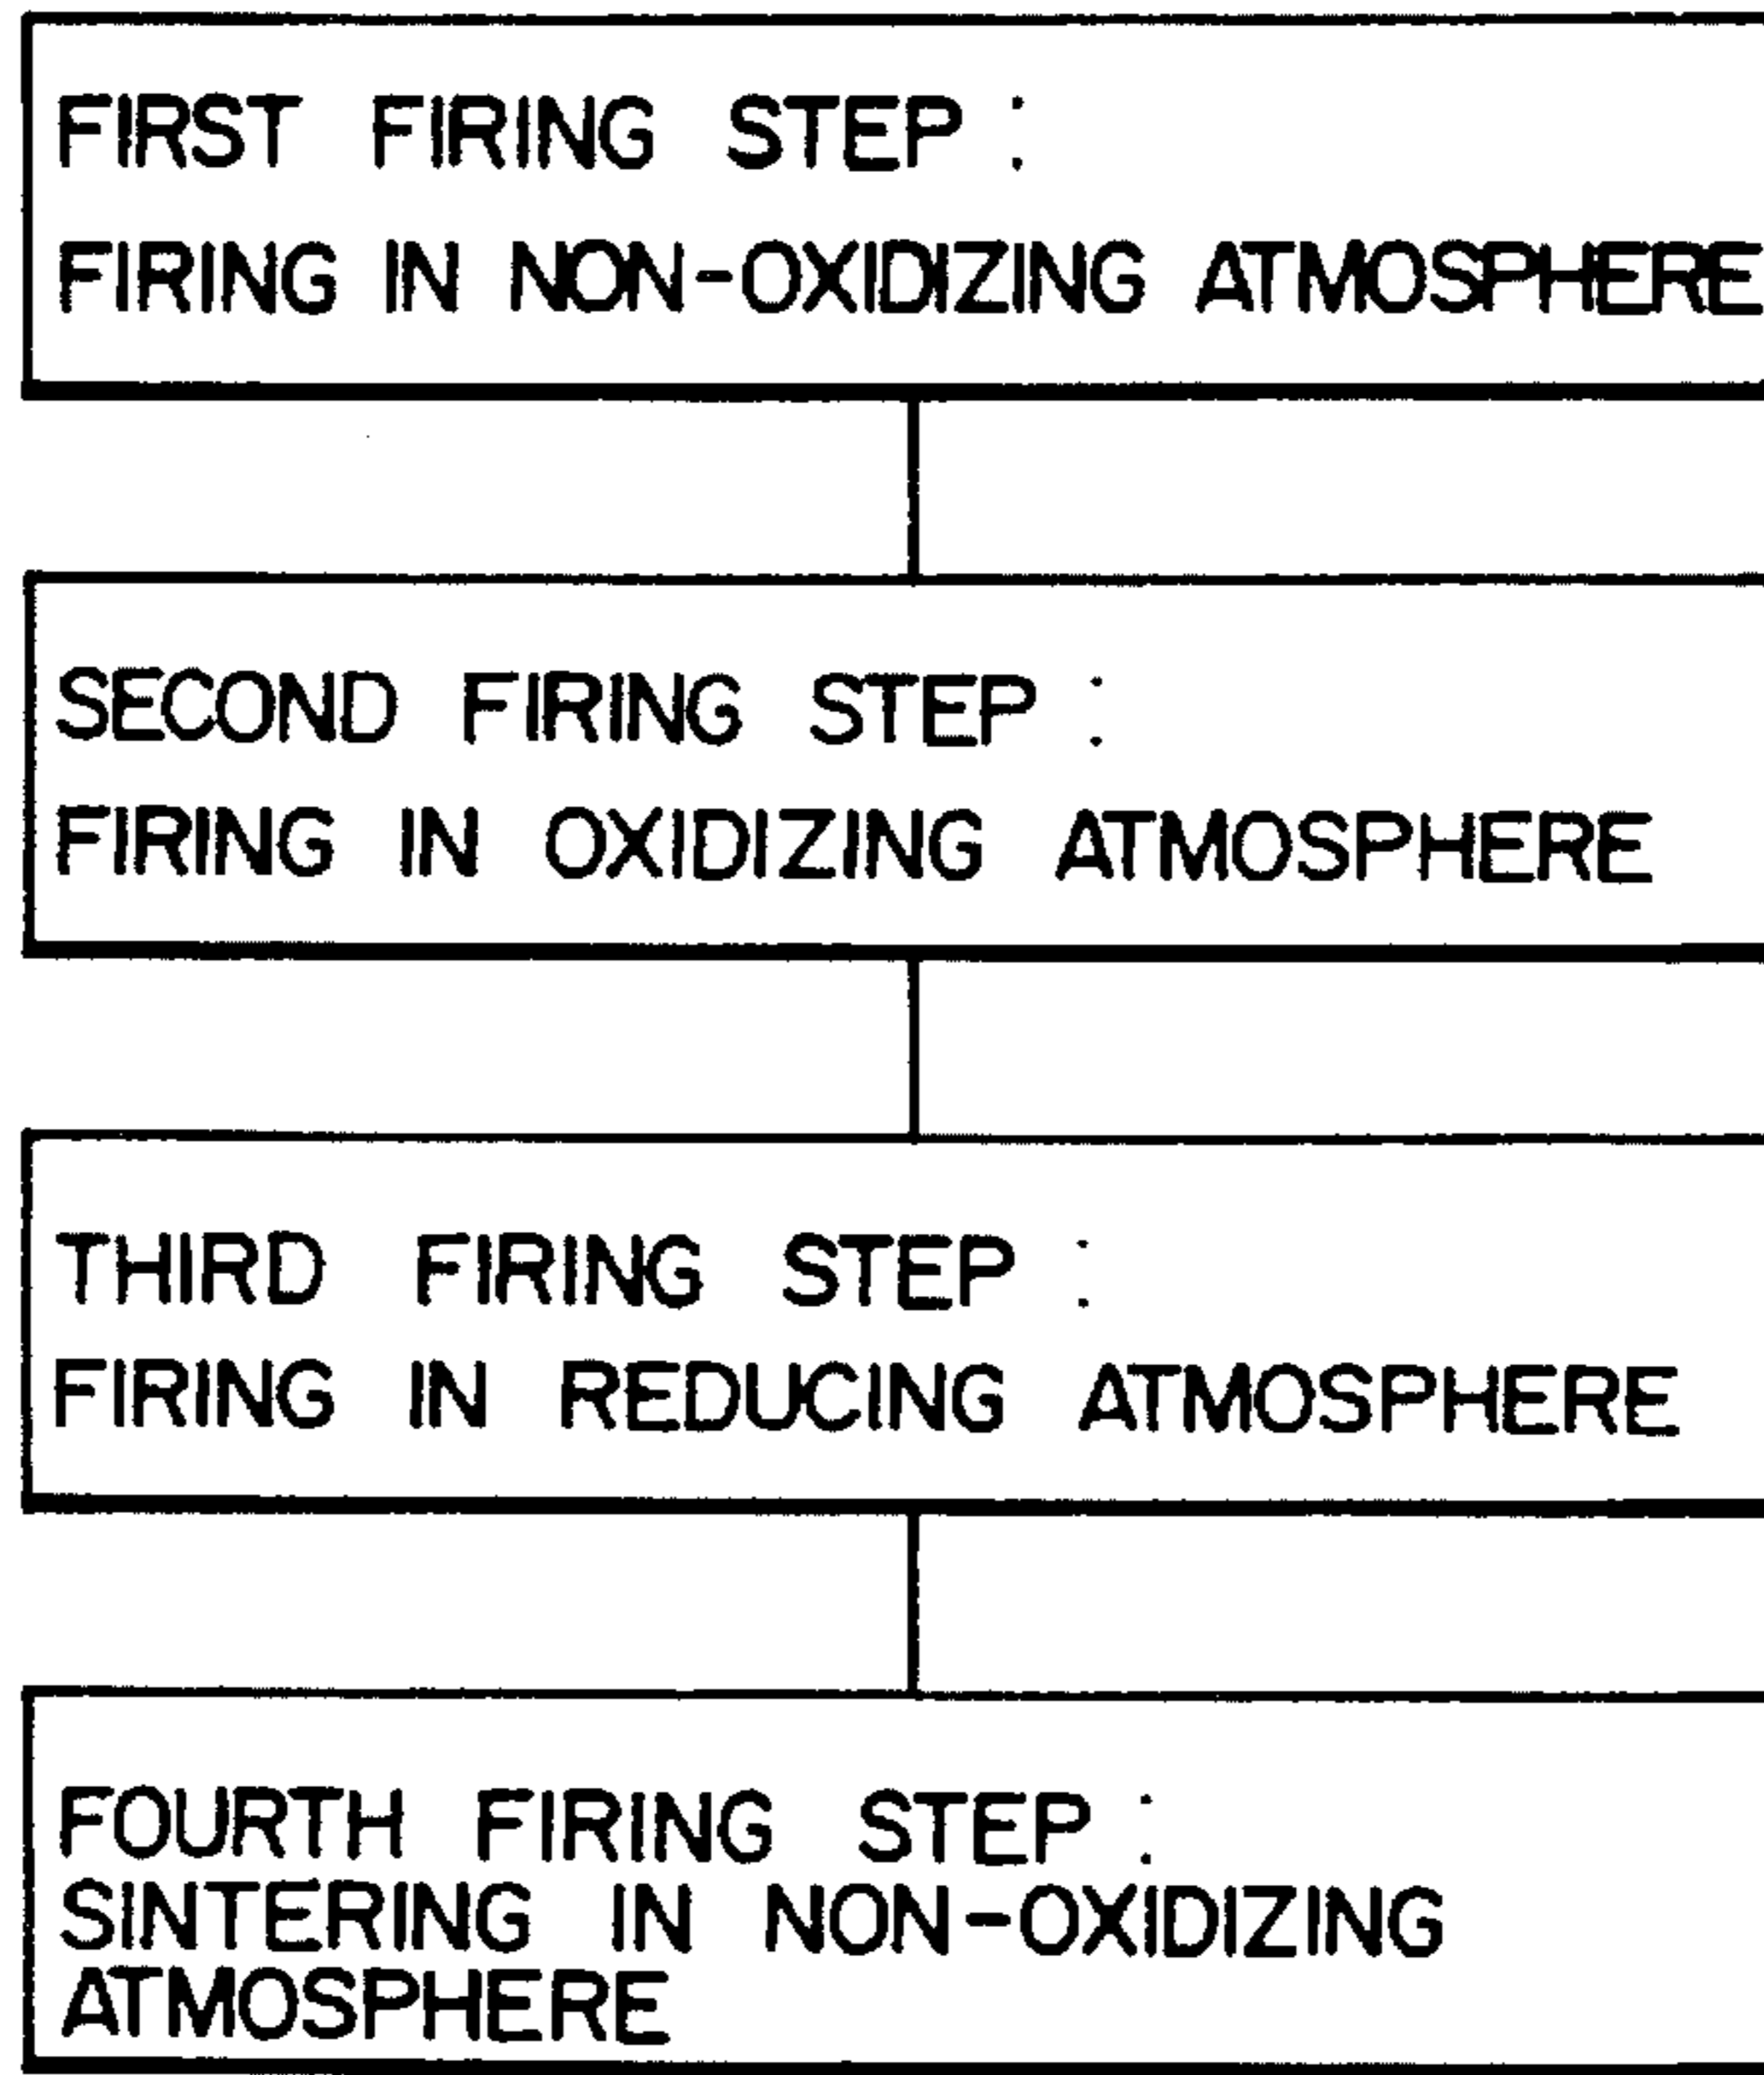 FIRST FIRING STEP :
FIRING IN NON-OXIDIZING ATMOSPHERE
SECOND FIRING STEP :
FIRING IN OXIDIZING ATMOSPHERE
THIRD FIRING STEP :
FIRING IN REDUCING ATMOSPHERE
FOURTH FIRING STEP :
SINTERING IN NON-OXIDIZING
ATMOSPHERE